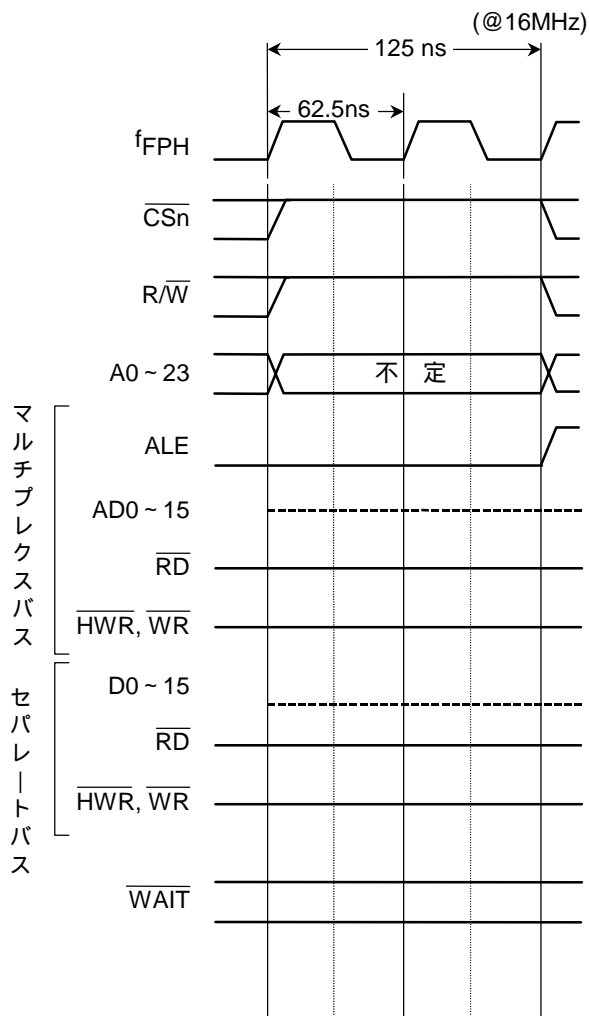 (@16MHz)
125 ns
62.5ns
fFPH
CSn
R/W
A0 ~ 23
不 定
マルチプレクスバス
ALE
AD0 ~ 15
RD
HWR, WR
セパレートバス
D0 ~ 15
RD
HWR, WR
WAIT